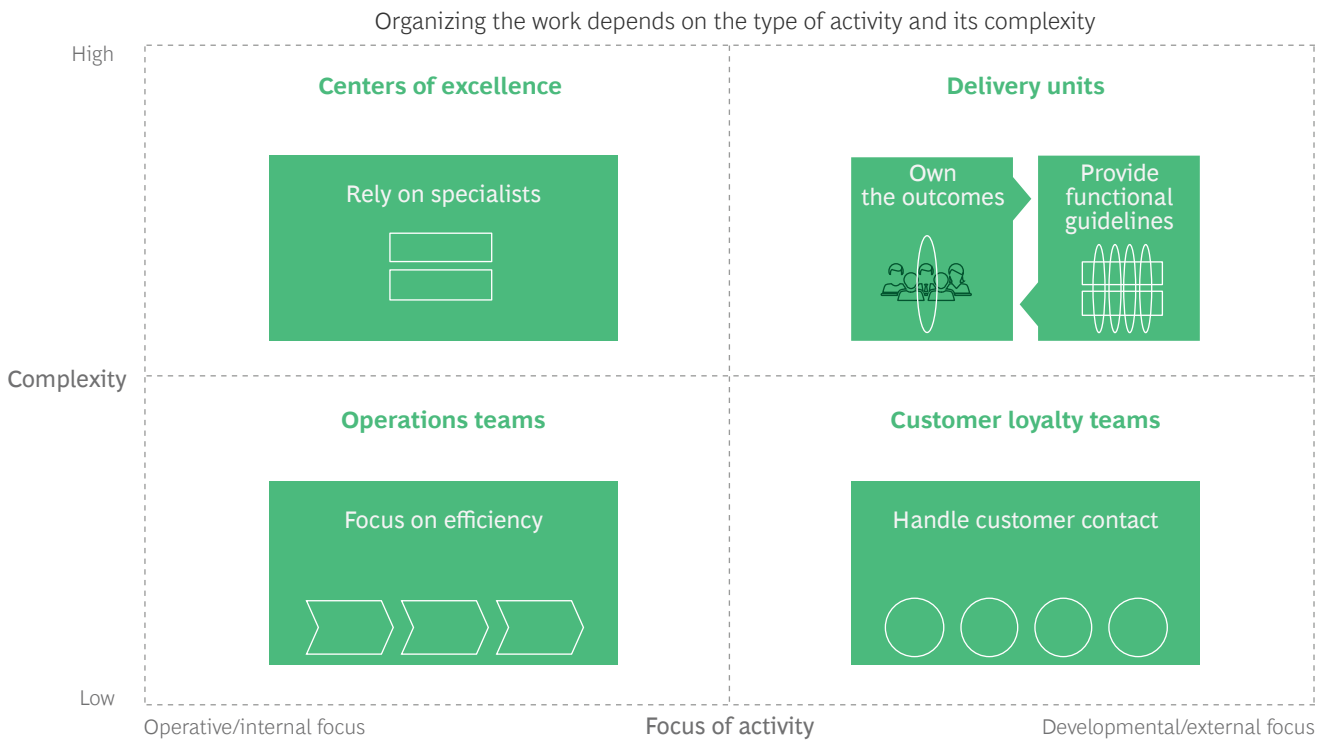 Organizing the work depends on the type of activity and its complexity
High
Centers of excellence
Delivery units
Rely on specialists
Own
the outcomes
Provide
functional
guidelines
Complexity
Operations teams
Customer loyalty teams
Focus on efficiency
Handle customer contact
Low
Operative/internal focus
Focus of activity
Developmental/external focus